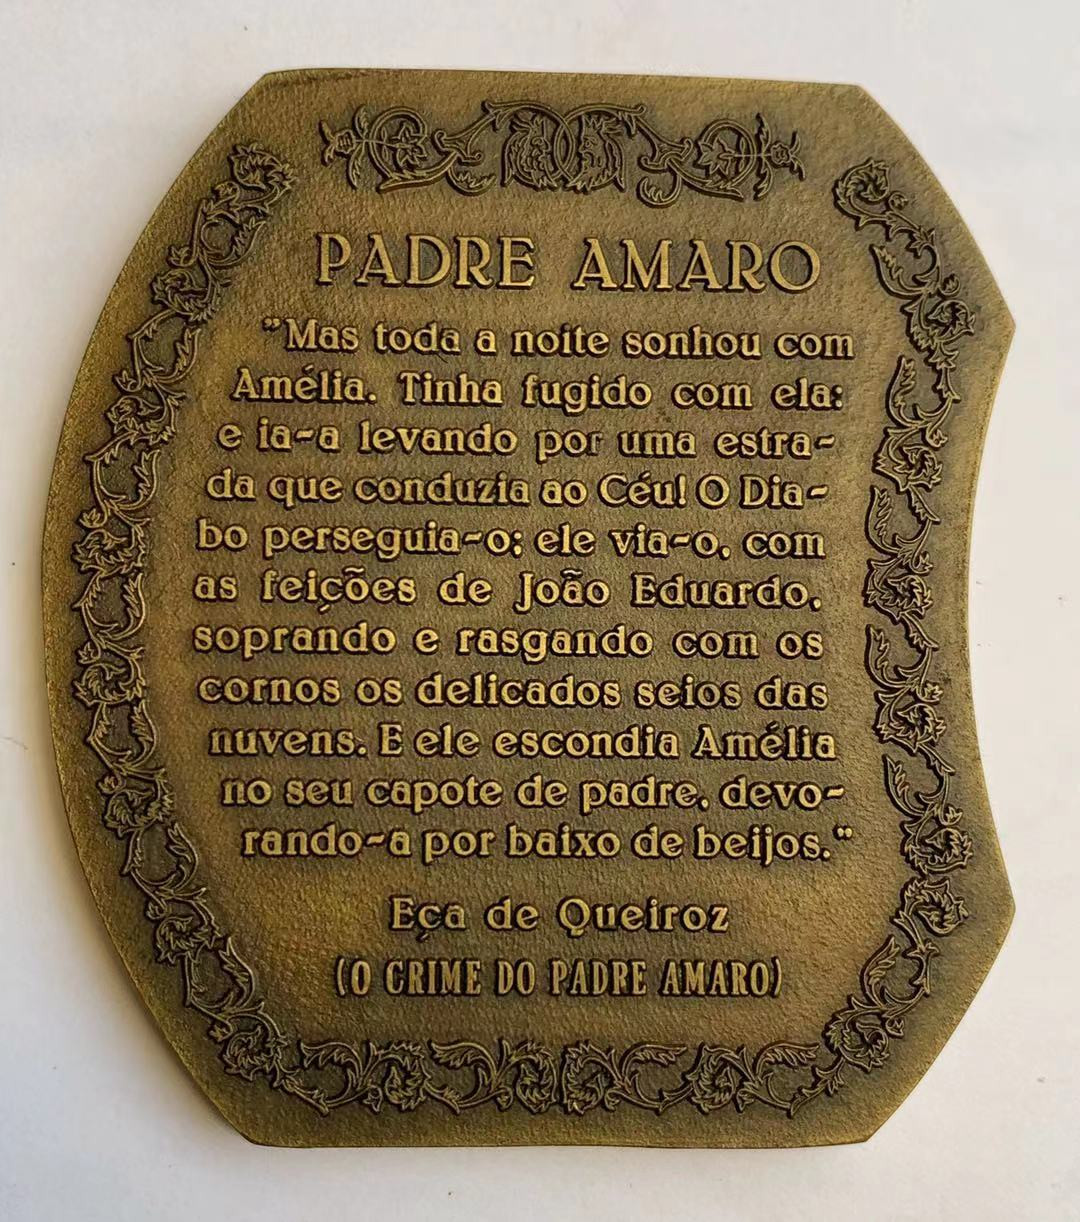 PADRE AMARO
"Mas toda a noite sonhou com
Amélia. Tinha fugido com ela:
e ia-a levando por uma estra-
da que conduzia ao Céu! O Dia-
bo perseguia-o; ele via-o, com
as feições de João Eduardo,
soprando e rasgando com os
cornos os delicados seios das
nuvens. E ele escondia Amélia
no seu capote de padre, devo-
rando-a por baixo de beijos."
Eça de Queiroz
(O CRIME DO PADRE AMARO)